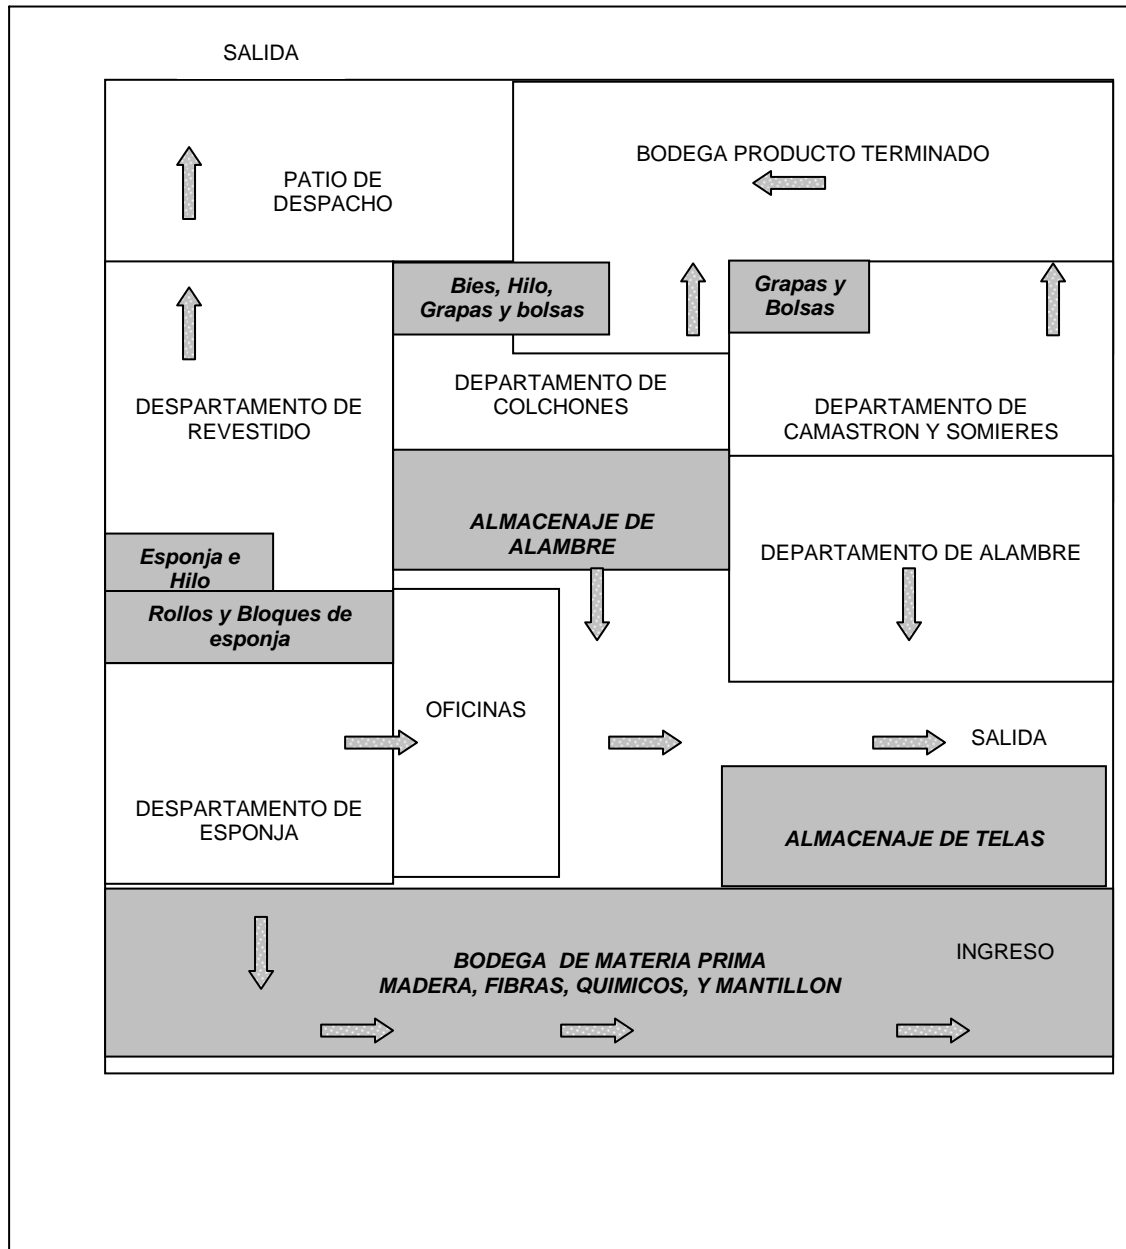 SALIDA
BODEGA PRODUCTO TERMINADO
PATIO DE
DESPACHO
Bies, Hilo,
Grapas y bolsas
Grapas y
Bolsas
DESPARTAMENTO DE
REVESTIDO
DEPARTAMENTO DE
COLCHONES
DEPARTAMENTO DE
CAMASTRON Y SOMIERES
ALMACENAJE DE
ALAMBRE
DEPARTAMENTO DE ALAMBRE
Esponja e
Hilo
Rollos y Bloques de
esponja
OFICINAS
SALIDA
DESPARTAMENTO DE
ESPONJA
ALMACENAJE DE TELAS
INGRESO
BODEGA DE MATERIA PRIMA
MADERA, FIBRAS, QUIMICOS, Y MANTILLON